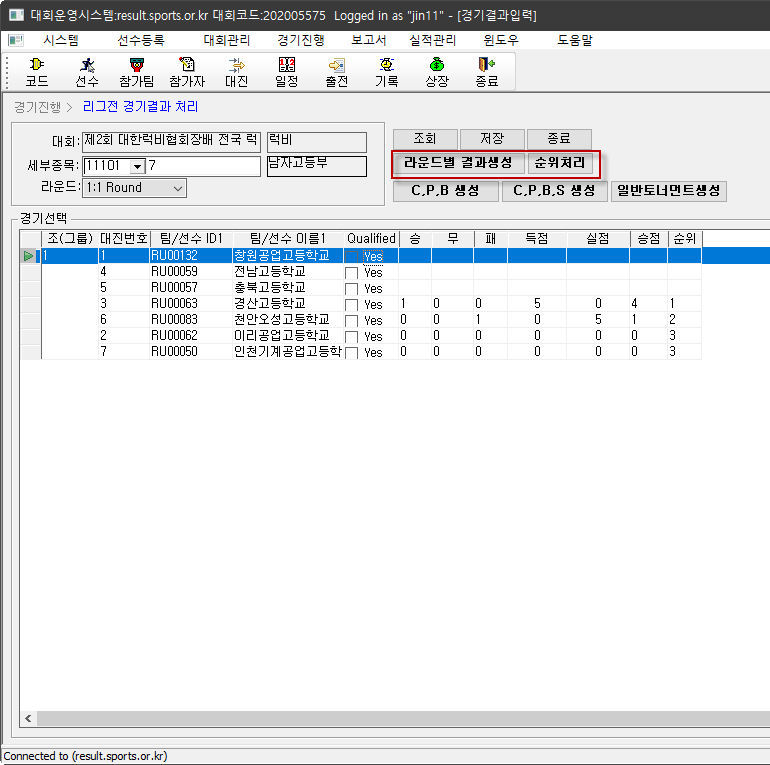 대회운영시스템:result.sports.or.kr 대회코드:202005575 Logged in as "jin11" - [경기결과입력]
시스템 선수등록 대회관리 경기진행 보고서 실적관리 윈도우 도움말
코드 선수 참가팀 참가자 대진 일정 출전 기록 상장 종료
경기진행 > 리그전 경기결과 처리
대회: 제2회 대한럭비협회장배 전국 럭 럭비 조회 저장 종료
세부종목: 11101 7 남자고등부 라운드별 결과생성 순위처리
라운드: 1:1 Round C,P,B 생성 C,P,B,S 생성 일반토너먼트생성
경기선택
조(그룹) 대진번호 팀/선수 ID1 팀/선수 이름1 Qualified 승 무 패 득점 실점 승점 순위
1 1 RU00132 창원공업고등학교 Yes
4 RU00059 전남고등학교 Yes
5 RU00057 충북고등학교 Yes
3 RU00063 경산고등학교 Yes 1 0 0 5 0 4 1
6 RU00083 천안오성고등학교 Yes 0 0 1 0 5 1 2
2 RU00062 이리공업고등학교 Yes 0 0 0 0 0 0 3
7 RU00050 인천기계공업고등학 Yes 0 0 0 0 0 0 3
Connected to (result.sports.or.kr)